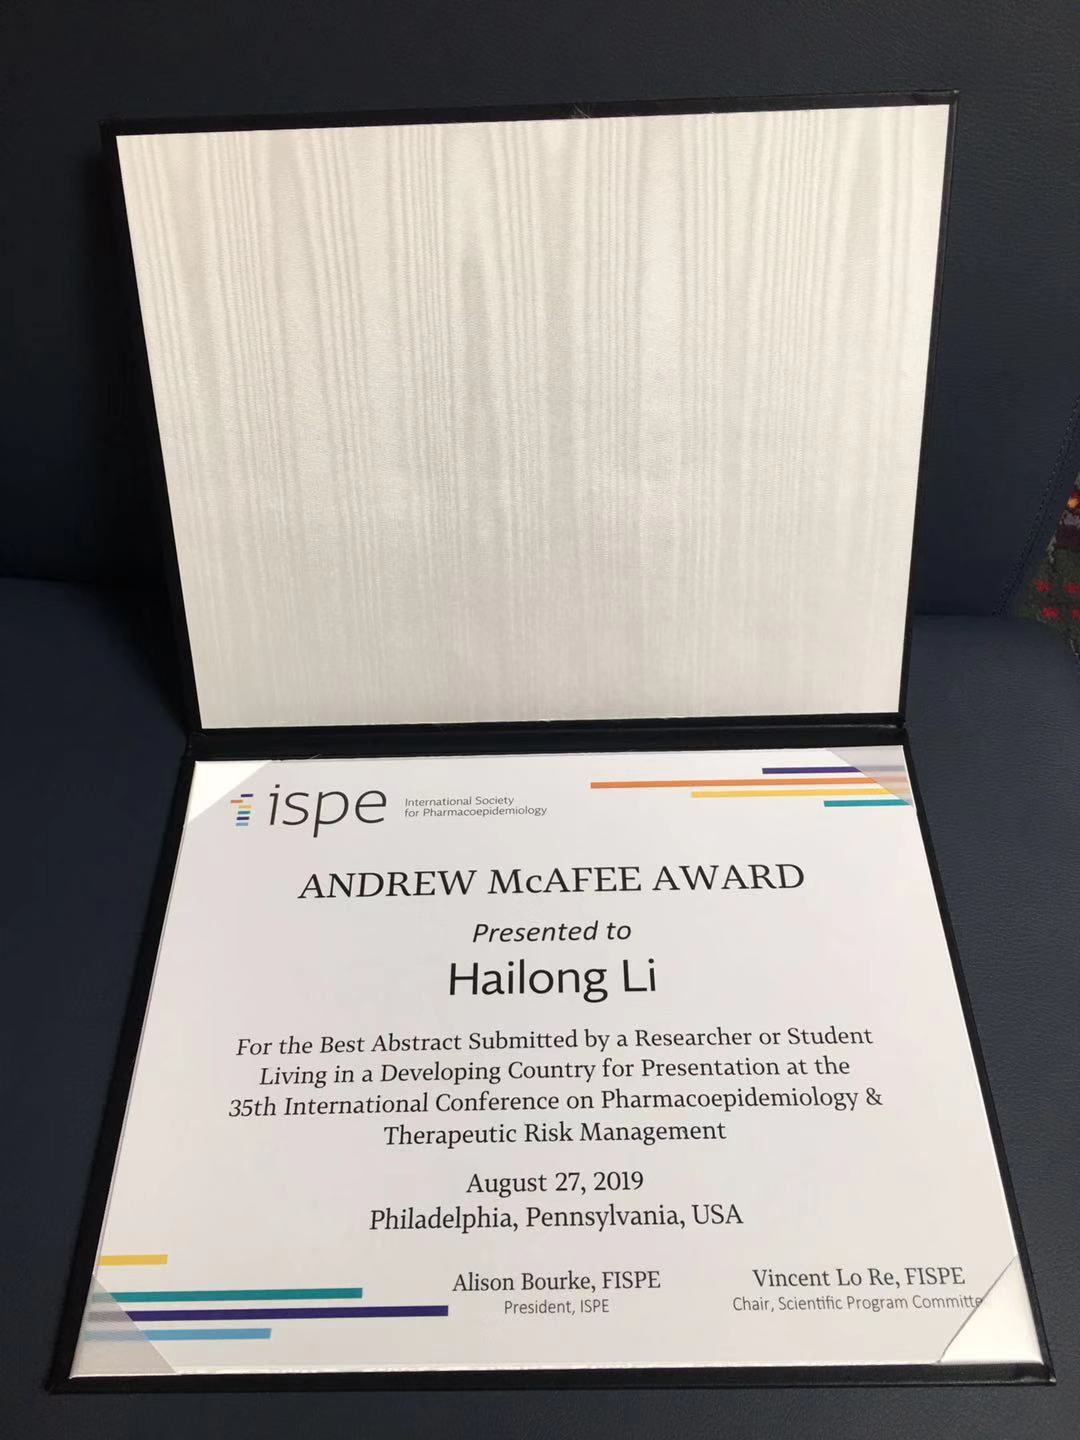 ispe
International Society
for Pharmacoepidemiology
ANDREW McAFEE AWARD
Presented to
Hailong Li
For the Best Abstract Submitted by a Researcher or Student
Living in a Developing Country for Presentation at the
35th International Conference on Pharmacoepidemiology &
Therapeutic Risk Management
August 27, 2019
Philadelphia, Pennsylvania, USA
Alison Bourke, FISPE
President, ISPE
Vincent Lo Re, FISPE
Chair, Scientific Program Committe